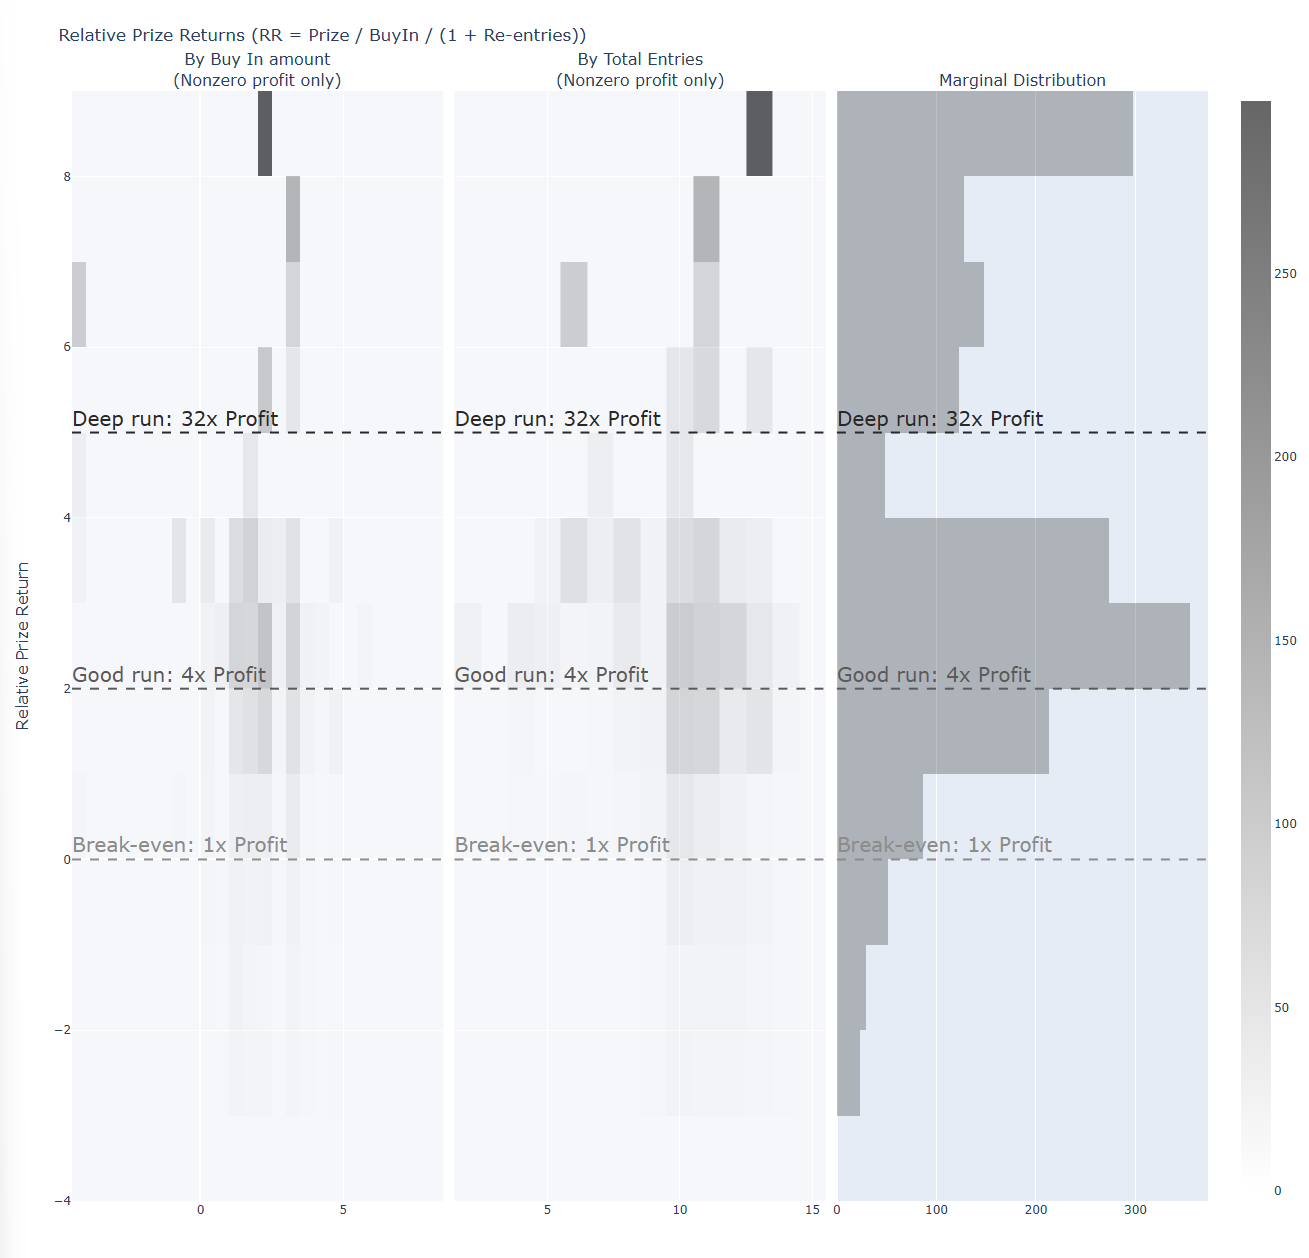 Relative Prize Returns (RR = Prize / BuyIn / (1 + Re-entries))
By Buy In amount
(Nonzero profit only)
By Total Entries
(Nonzero profit only)
Marginal Distribution
8
6
4
2
0
−2
−4
Relative Prize Return
Deep run: 32x Profit
Good run: 4x Profit
Break-even: 1x Profit
0
5
Deep run: 32x Profit
Good run: 4x Profit
Break-even: 1x Profit
5
10
15
Deep run: 32x Profit
Good run: 4x Profit
Break-even: 1x Profit
0
100
200
300
250
200
150
100
50
0